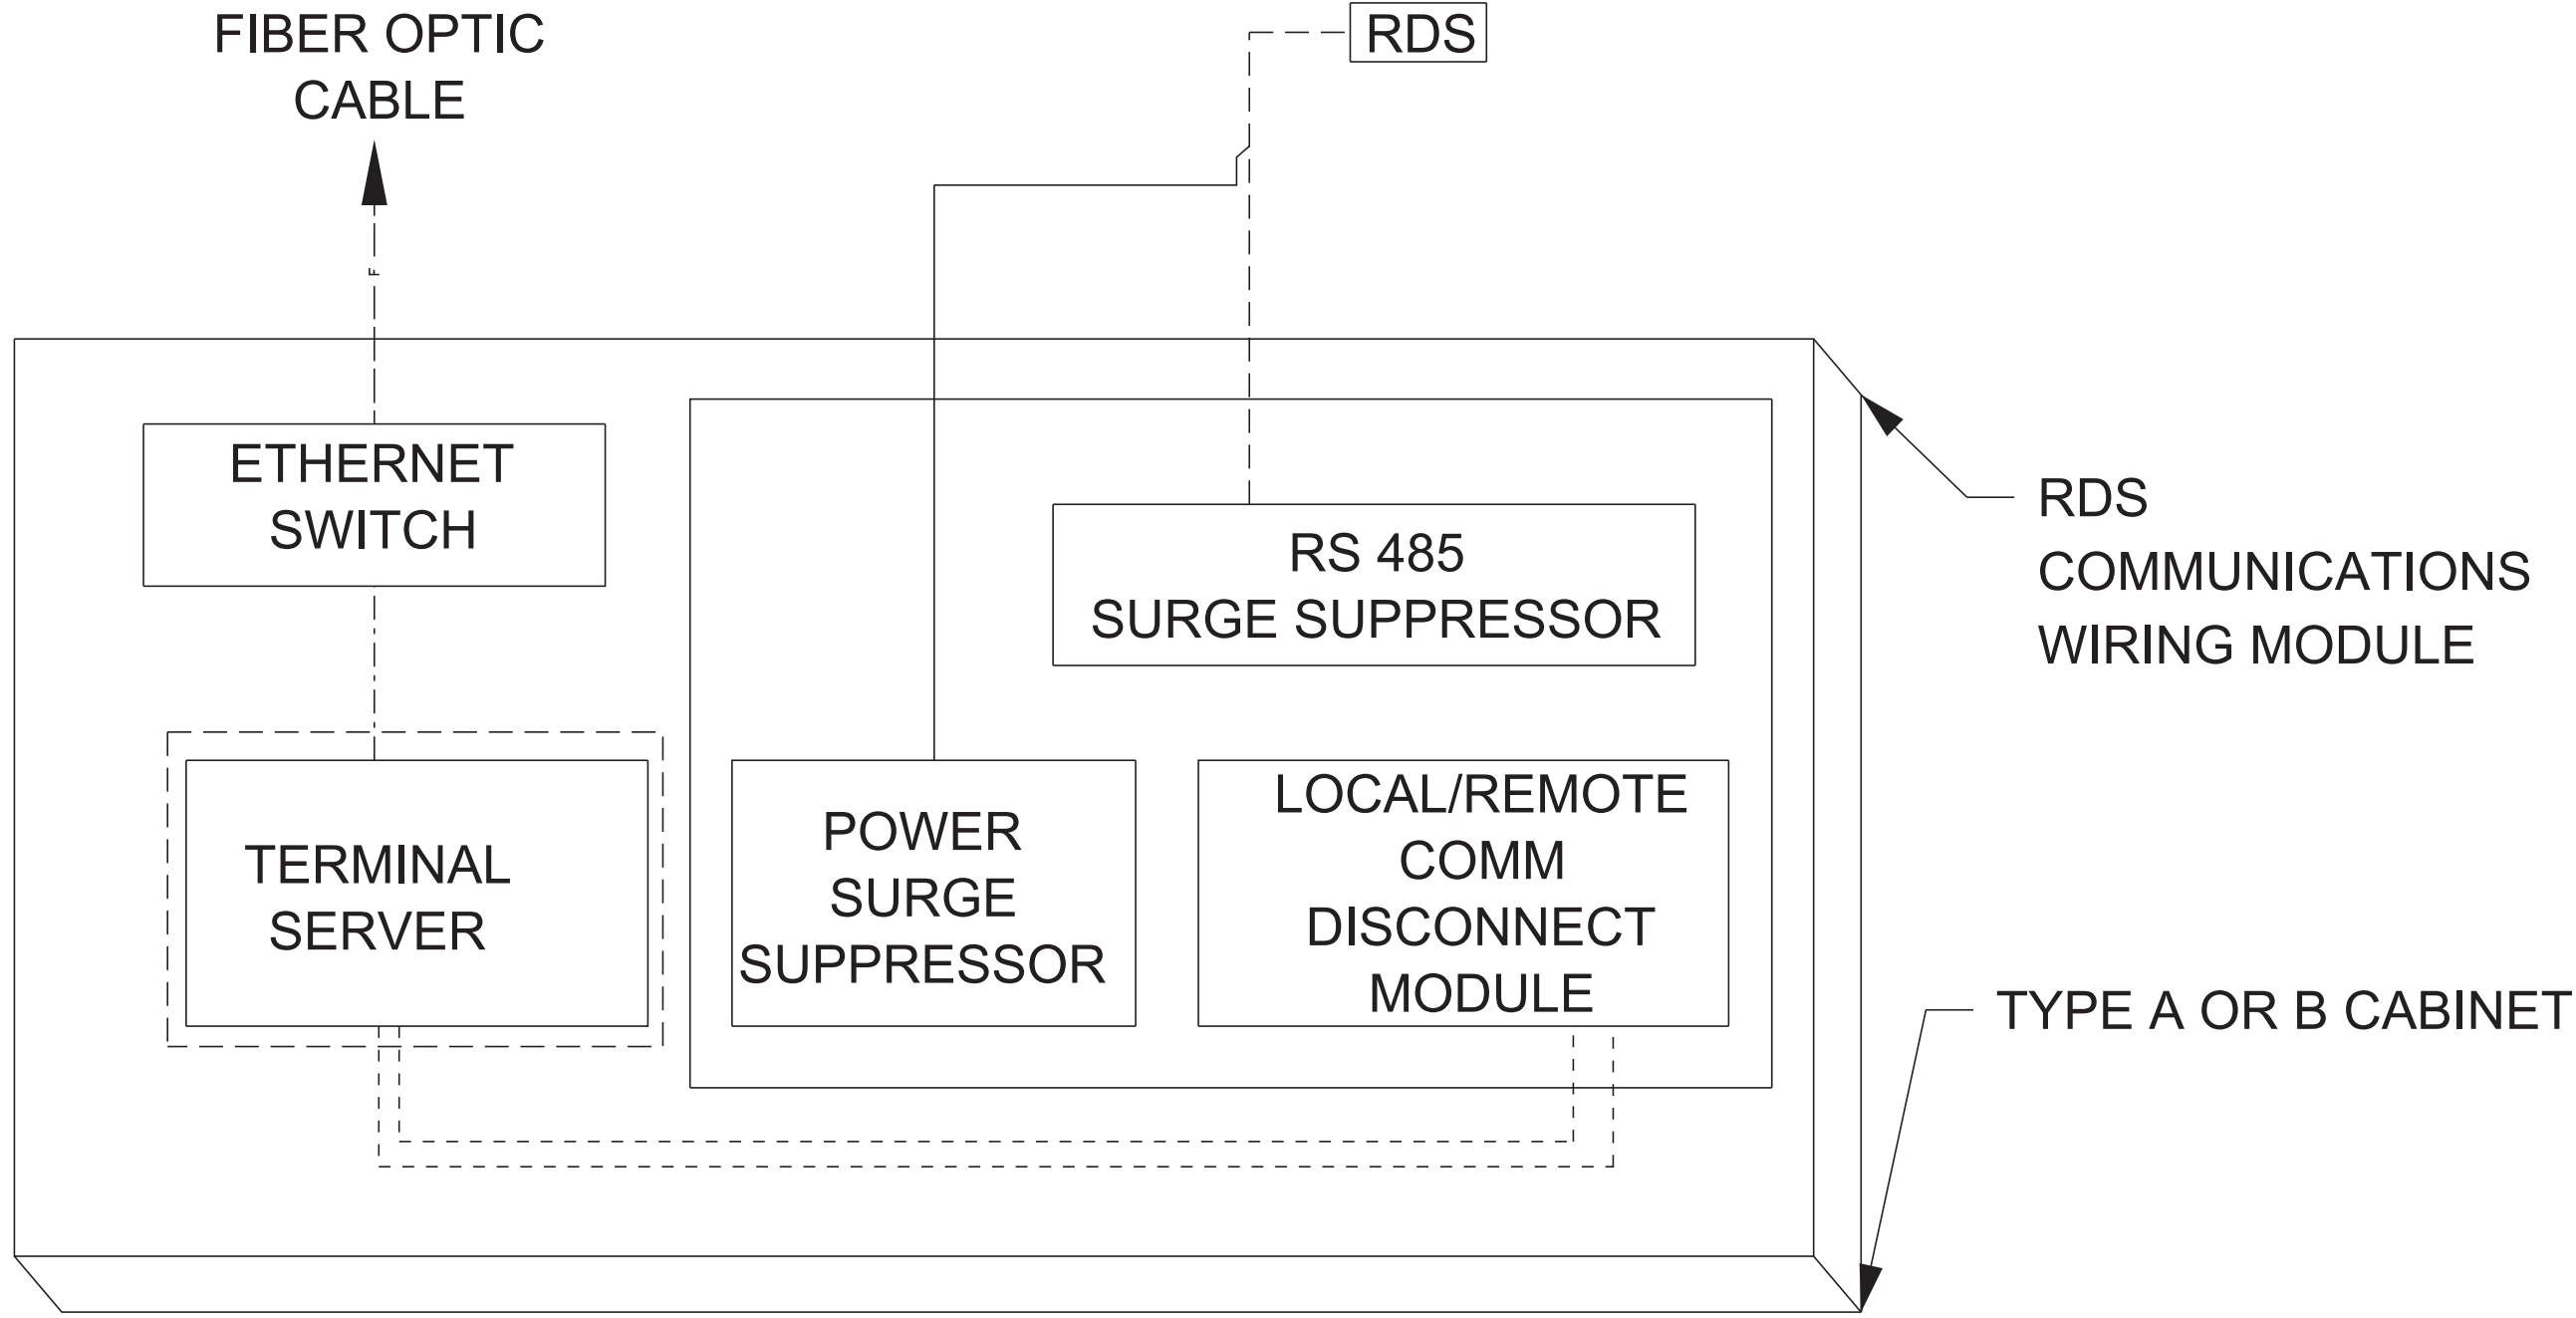 FIBER OPTIC
CABLE
RDS
F
ETHERNET
SWITCH
RS 485
SURGE SUPPRESSOR
RDS
COMMUNICATIONS
WIRING MODULE
TERMINAL
SERVER
POWER
SURGE
SUPPRESSOR
LOCAL/REMOTE
COMM
DISCONNECT
MODULE
TYPE A OR B CABINET